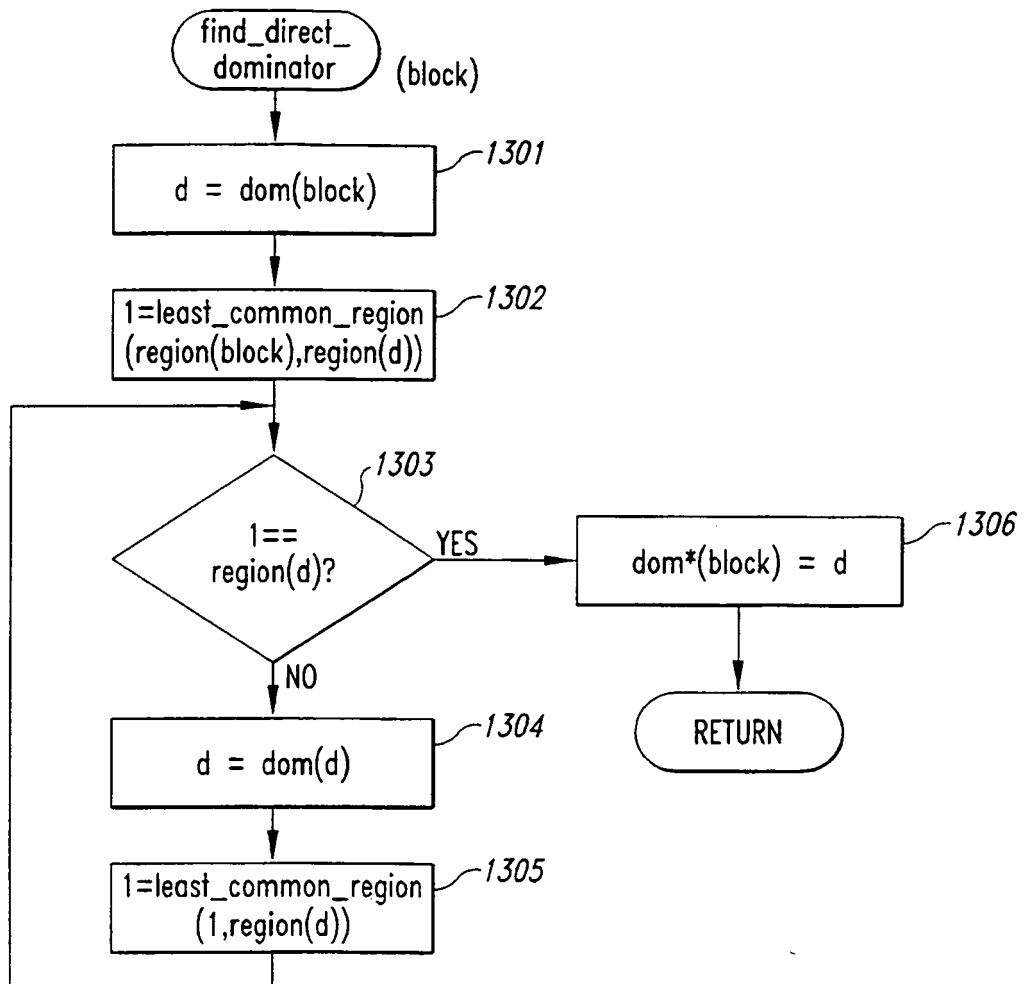 find_direct_
dominator
(block)
1301
d = dom(block)
1302
1=least_common_region
(region(block),region(d))
1303
1==
region(d)?
YES
1306
dom*(block) = d
NO
RETURN
1304
d = dom(d)
1305
1=least_common_region
(1,region(d))